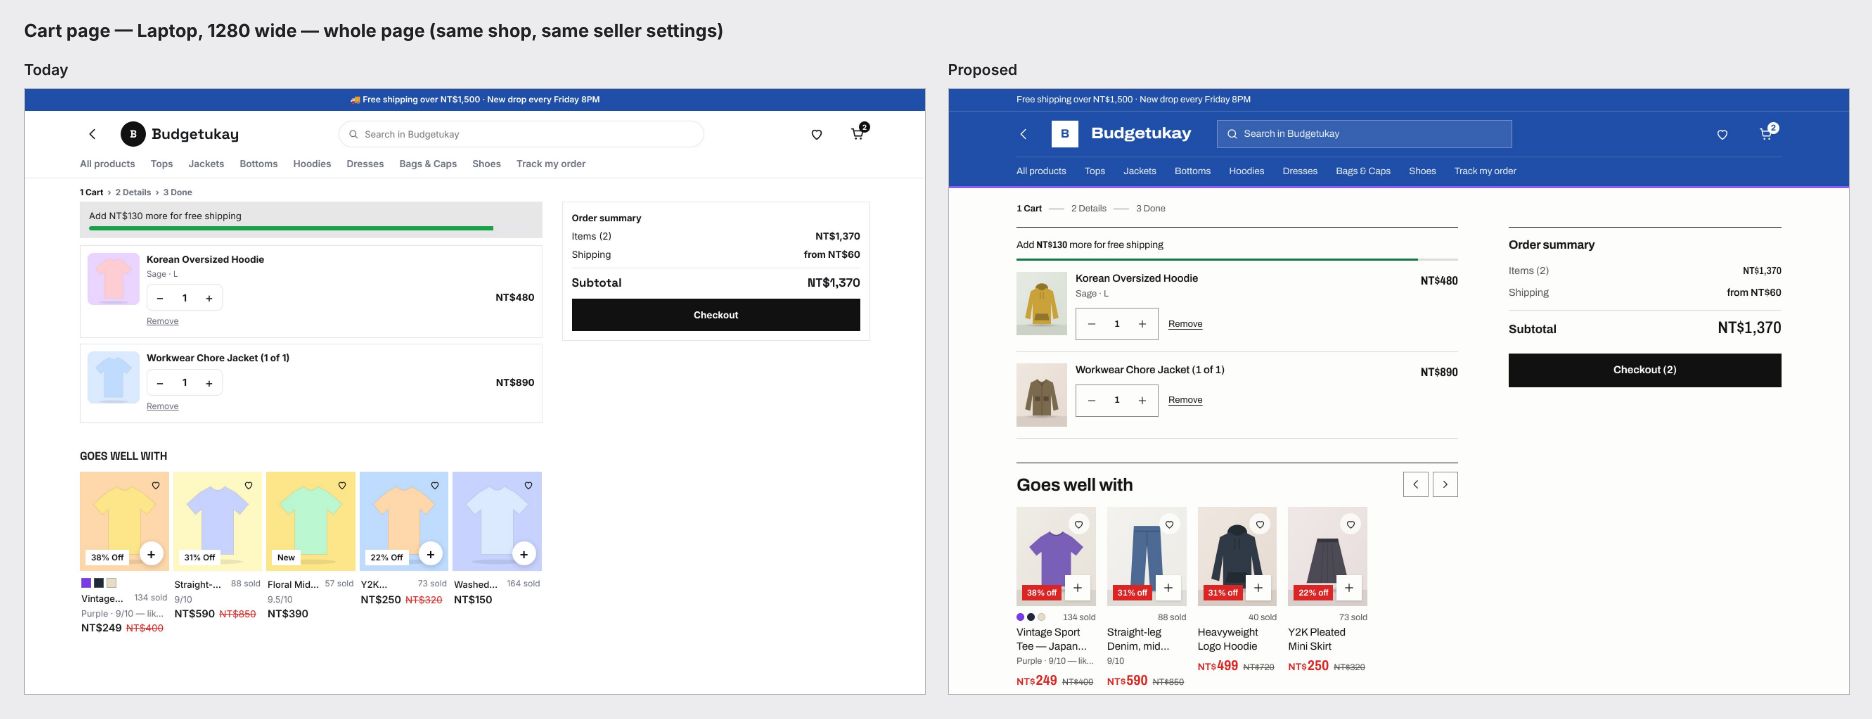 Cart page — Laptop, 1280 wide — whole page (same shop, same seller settings)
Today
🚚 Free shipping over NT$1,500 · New drop every Friday 8PM
B Budgetukay
Search in Budgetukay
2
All products Tops Jackets Bottoms Hoodies Dresses Bags & Caps Shoes Track my order
1 Cart › 2 Details › 3 Done
Add NT$130 more for free shipping
Korean Oversized Hoodie
Sage · L
− 1 +
NT$480
Remove
Workwear Chore Jacket (1 of 1)
− 1 +
NT$890
Remove
Order summary
Items (2) NT$1,370
Shipping from NT$60
Subtotal NT$1,370
Checkout
GOES WELL WITH
38% Off +
31% Off
New
22% Off +
+
Vintage... 134 sold
Purple · 9/10 — lik...
NT$249 NT$400
Straight-... 88 sold
9/10
NT$590 NT$850
Floral Mid... 57 sold
9.5/10
NT$390
Y2K... 73 sold
NT$250 NT$320
Washed... 164 sold
NT$150
Proposed
Free shipping over NT$1,500 · New drop every Friday 8PM
B Budgetukay
Search in Budgetukay
2
All products Tops Jackets Bottoms Hoodies Dresses Bags & Caps Shoes Track my order
1 Cart — 2 Details — 3 Done
Add NT$130 more for free shipping
Korean Oversized Hoodie
NT$480
Sage · L
− 1 + Remove
Workwear Chore Jacket (1 of 1)
NT$890
− 1 + Remove
Order summary
Items (2) NT$1,370
Shipping from NT$60
Subtotal NT$1,370
Checkout (2)
Goes well with
38% off +
31% off +
31% off +
22% off +
134 sold
Vintage Sport
Tee — Japan...
Purple · 9/10 — lik...
NT$249 NT$400
88 sold
Straight-leg
Denim, mid...
9/10
NT$590 NT$850
40 sold
Heavyweight
Logo Hoodie
NT$499 NT$720
73 sold
Y2K Pleated
Mini Skirt
NT$250 NT$320